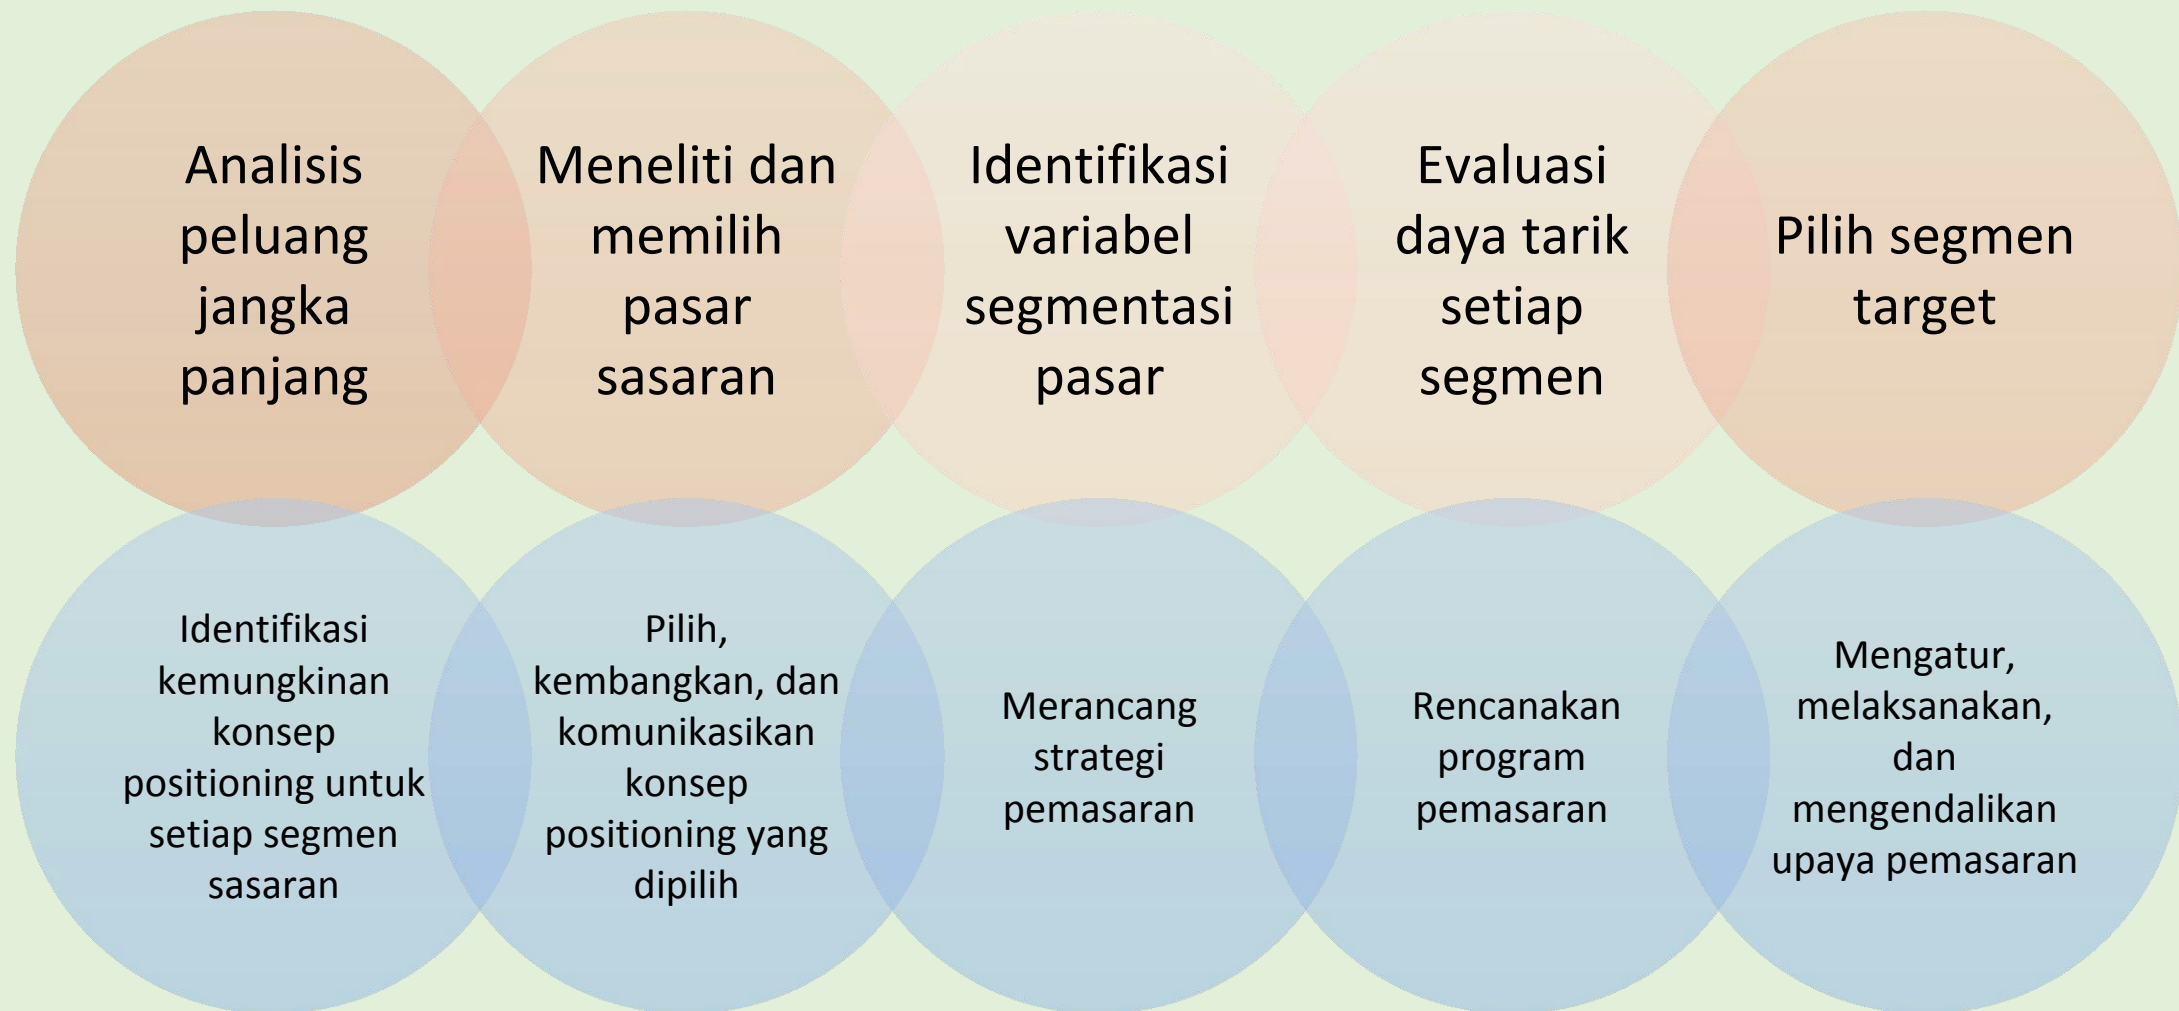 Analisis
peluang
jangka
panjang
Meneliti dan
memilih
pasar
sasaran
Identifikasi
variabel
segmentasi
pasar
Evaluasi
daya tarik
setiap
segmen
Pilih segmen
target
Identifikasi
kemungkinan
konsep
positioning untuk
setiap segmen
sasaran
Pilih,
kembangkan, dan
komunikasikan
konsep
positioning yang
dipilih
Merancang
strategi
pemasaran
Rencanakan
program
pemasaran
Mengatur,
melaksanakan,
dan
mengendalikan
upaya pemasaran